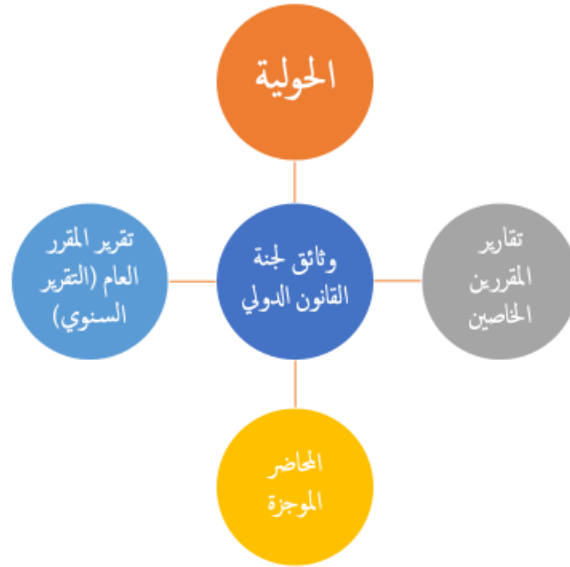 الحولية
تقارير
المقررين
الخاصين
وثائق لجنة
القانون الدولي
تقرير المقرر
العام (التقرير
السنوي)
المحاضر
الموجزة